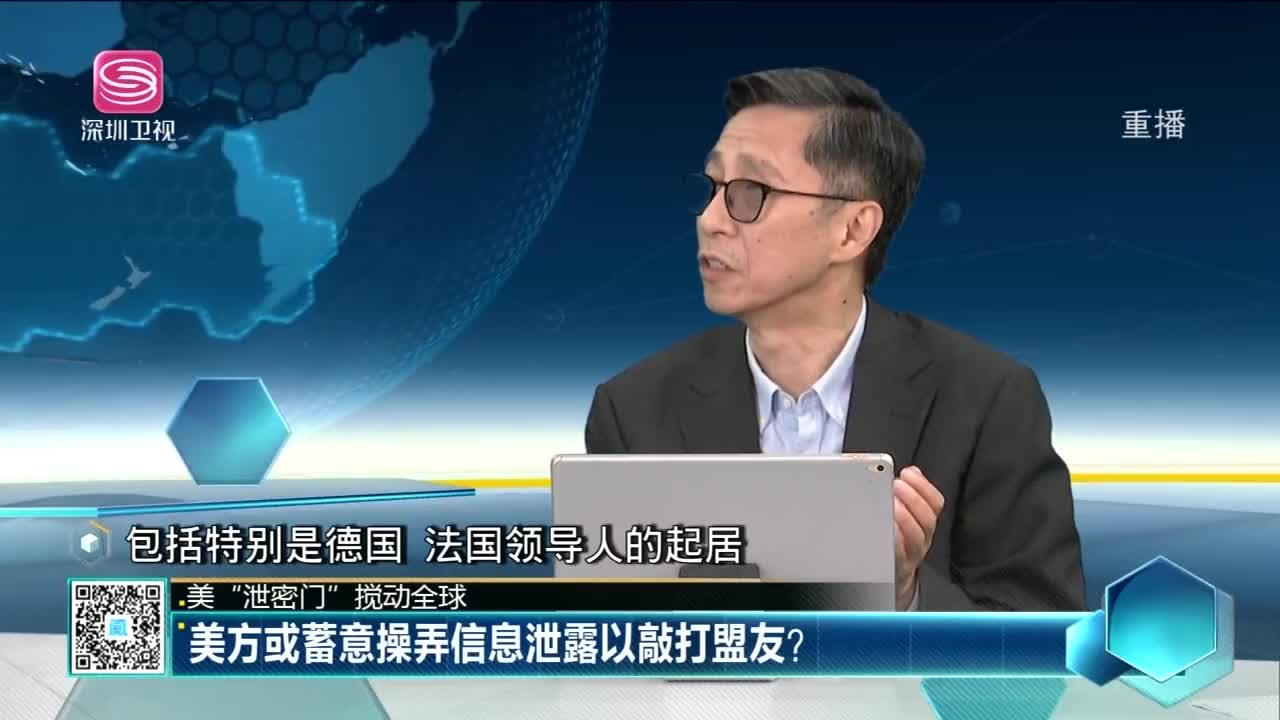 深圳卫视
重播
包括特别是德国 法国领导人的起居
美“泄密门”搅动全球
美方或蓄意操弄信息泄露以敲打盟友?